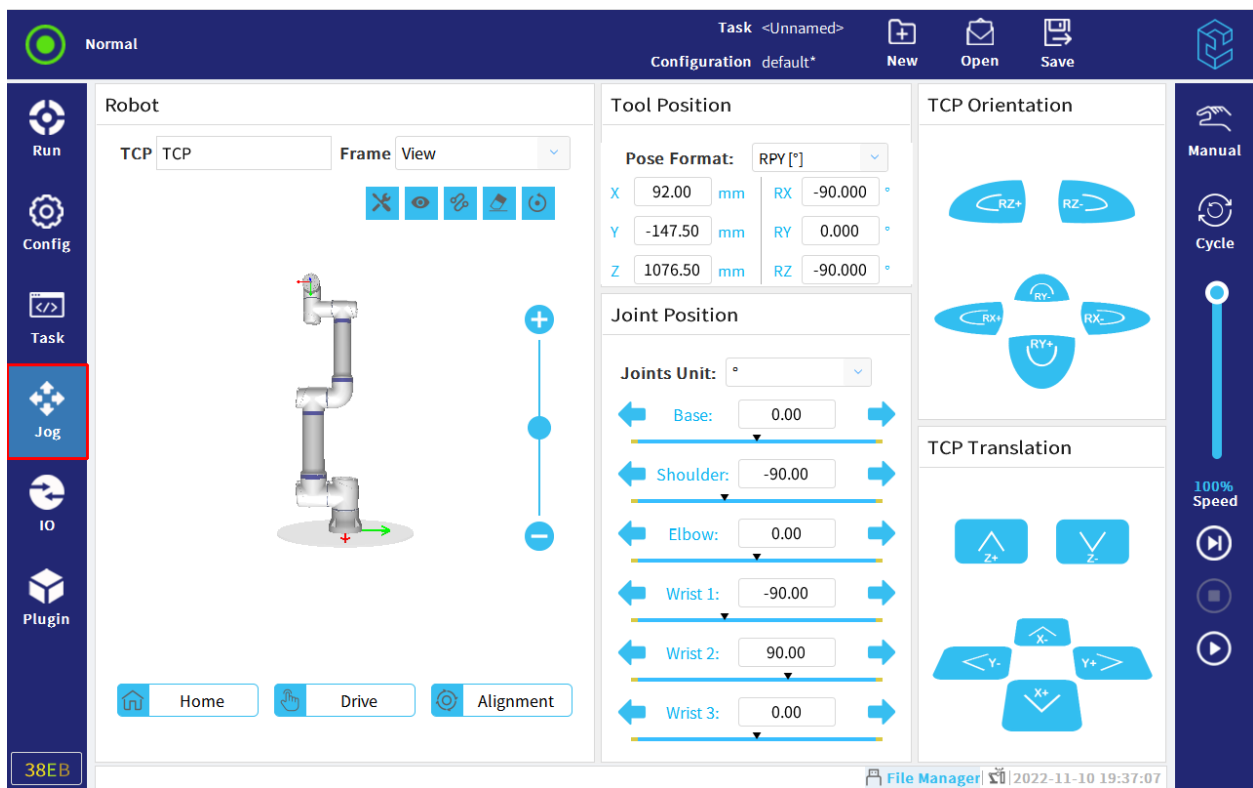 Normal
Task <Unnamed>
Configuration default*
New
Open
Save
Run
Config
Task
Jog
IO
Plugin
38EB
Robot
TCP TCP
Frame View
Home
Drive
Alignment
Tool Position
Pose Format: RPY [°]
X 92.00 mm RX -90.000 °
Y -147.50 mm RY 0.000 °
Z 1076.50 mm RZ -90.000 °
Joint Position
Joints Unit: °
Base: 0.00
Shoulder: -90.00
Elbow: 0.00
Wrist 1: -90.00
Wrist 2: 90.00
Wrist 3: 0.00
TCP Orientation
RZ+ RZ-
RY-
RX+ RX-
RY+
TCP Translation
Z+ Z-
X-
Y- Y+
X+
Manual
Cycle
100%
Speed
File Manager 2022-11-10 19:37:07